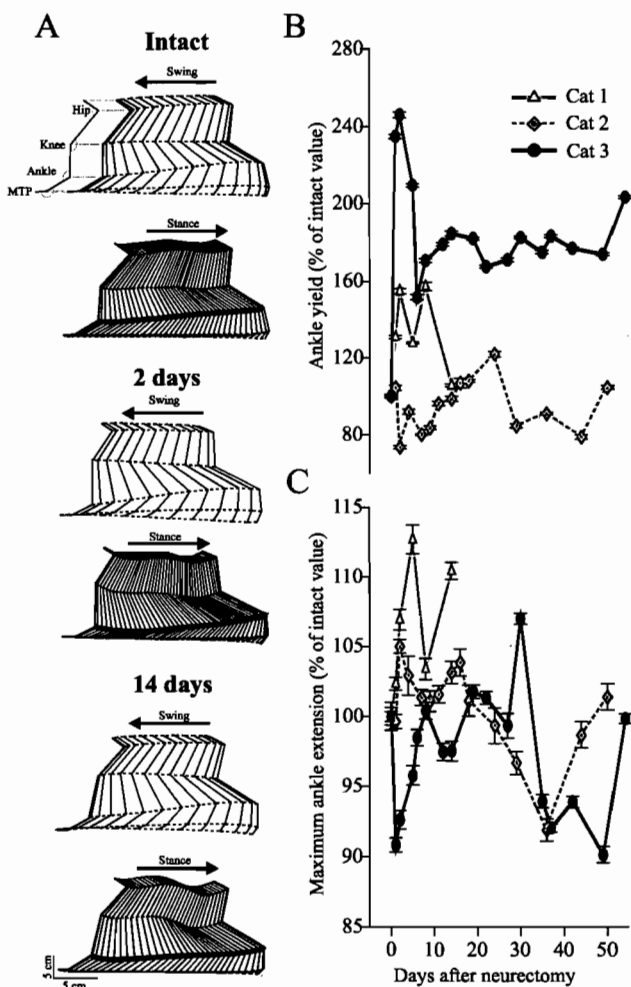 A
Intact
Swing
Hip
Knee
Ankle
MTP
Stance
2 days
Swing
Stance
14 days
Swing
Stance
5 cm
5 cm
B
280
240
200
160
120
80
Ankle yield (% of intact value)
Cat 1
Cat 2
Cat 3
C
115
110
105
100
95
90
85
Maximum ankle extension (% of intact value)
0 10 20 30 40 50
Days after neurectomy